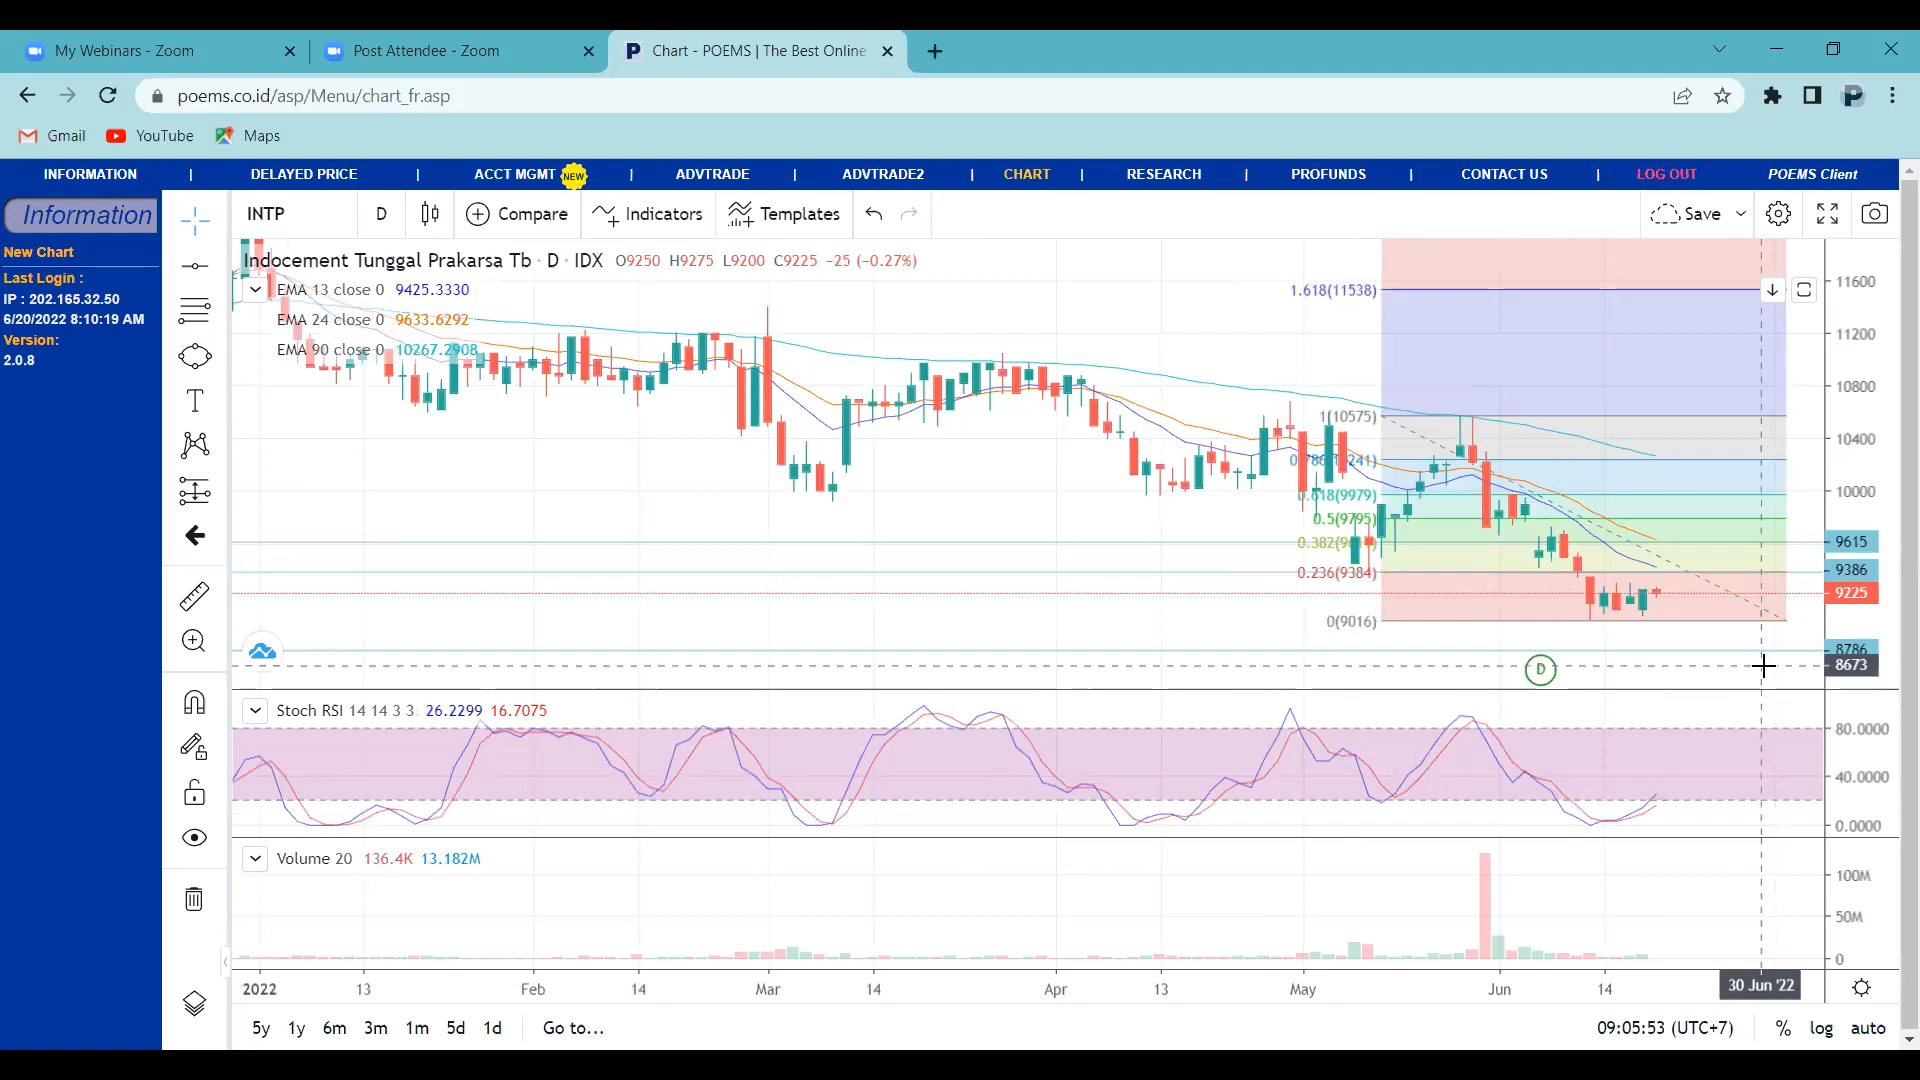 My Webinars - Zoom
Post Attendee - Zoom
P Chart - POEMS | The Best Online
poems.co.id/asp/Menu/chart_fr.asp
Gmail YouTube Maps
INFORMATION | DELAYED PRICE | ACCT MGMT NEW | ADVTRADE | ADVTRADE2 | CHART | RESEARCH | PROFUNDS | CONTACT US | LOG OUT POEMS Client
Information
New Chart
Last Login :
IP : 202.165.32.50
6/20/2022 8:10:19 AM
Version:
2.0.8
INTP D Compare Indicators Templates Save
Indocement Tunggal Prakarsa Tb · D · IDX O9250 H9275 L9200 C9225 -25 (-0.27%)
EMA 13 close 0 9425.3330
EMA 24 close 0 9633.6292
EMA 90 close 0 10267.2908
1.618(11538)
1(10575)
0.618(9979)
0.5(9795)
0.236(9384)
0(9016)
11600
11200
10800
10400
10000
9615
9386
9225
8786
8673
D
Stoch RSI 14 14 3 3 26.2299 16.7075
80.0000
40.0000
0.0000
Volume 20 136.4K 13.182M
100M
50M
0
2022 13 Feb 14 Mar 14 Apr 13 May Jun 14 30 Jun '22
5y 1y 6m 3m 1m 5d 1d Go to...
09:05:53 (UTC+7) % log auto